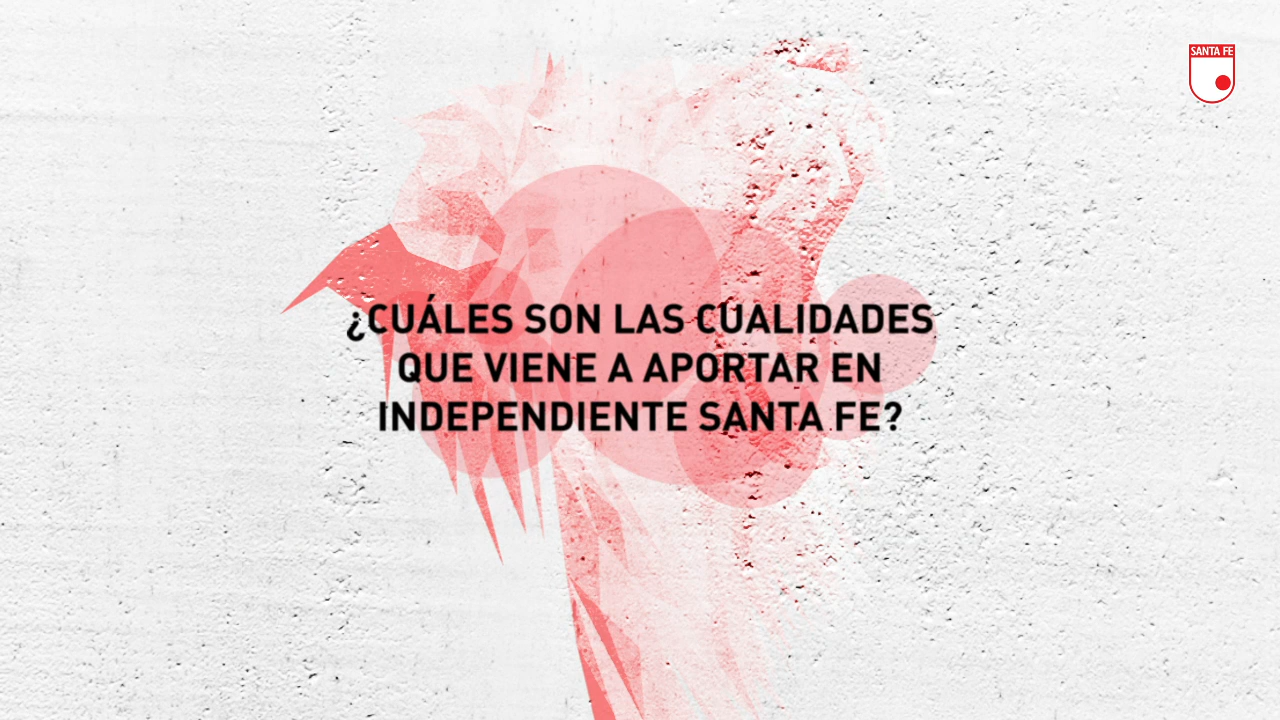 SANTA FE
¿CUÁLES SON LAS CUALIDADES
QUE VIENE A APORTAR EN
INDEPENDIENTE SANTA FE?